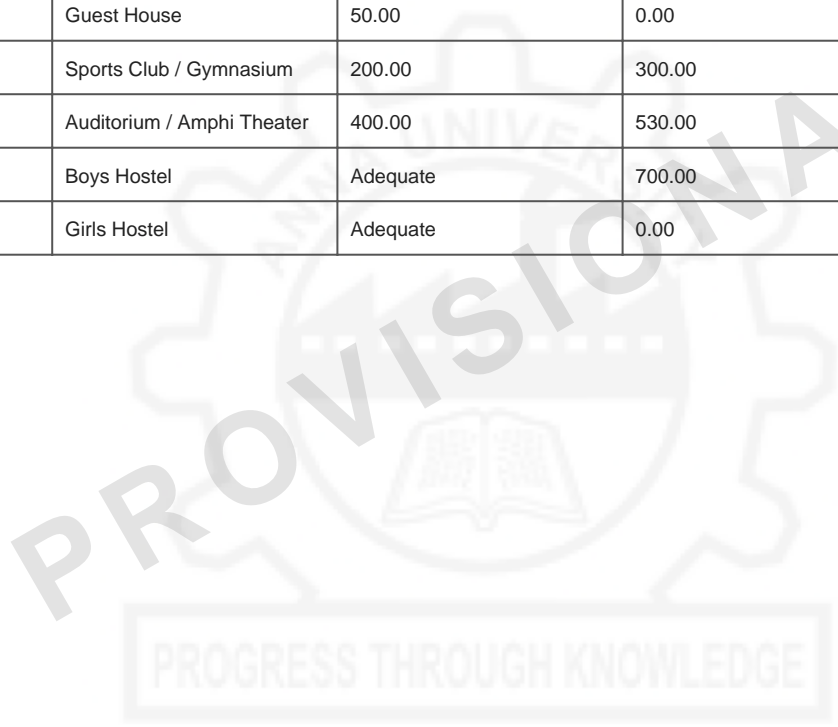 Guest House 50.00 0.00
Sports Club / Gymnasium 200.00 300.00
Auditorium / Amphi Theater 400.00 530.00
Boys Hostel Adequate 700.00
Girls Hostel Adequate 0.00
ANNA UNIVERSITY
PROVISIONA
PROGRESS THROUGH KNOWLEDGE